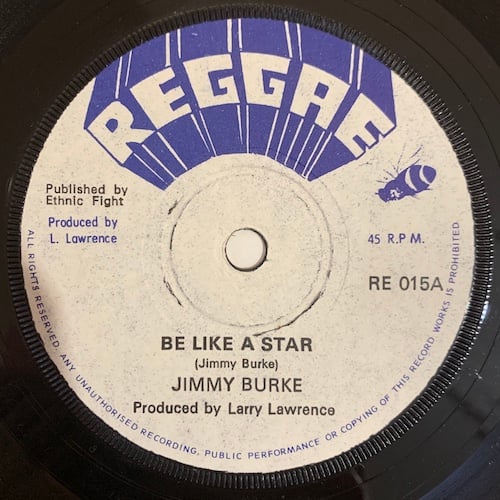 REGGAE
Published by
Ethnic Fight
Produced by
L. Lawrence
45 R.P.M.
RE 015A
BE LIKE A STAR
(Jimmy Burke)
JIMMY BURKE
Produced by Larry Lawrence
ALL RIGHTS RESERVED. ANY UNAUTHORISED RECORDING, PUBLIC PERFORMANCE OR COPYING OF THIS RECORD WORKS IS PROHIBITED